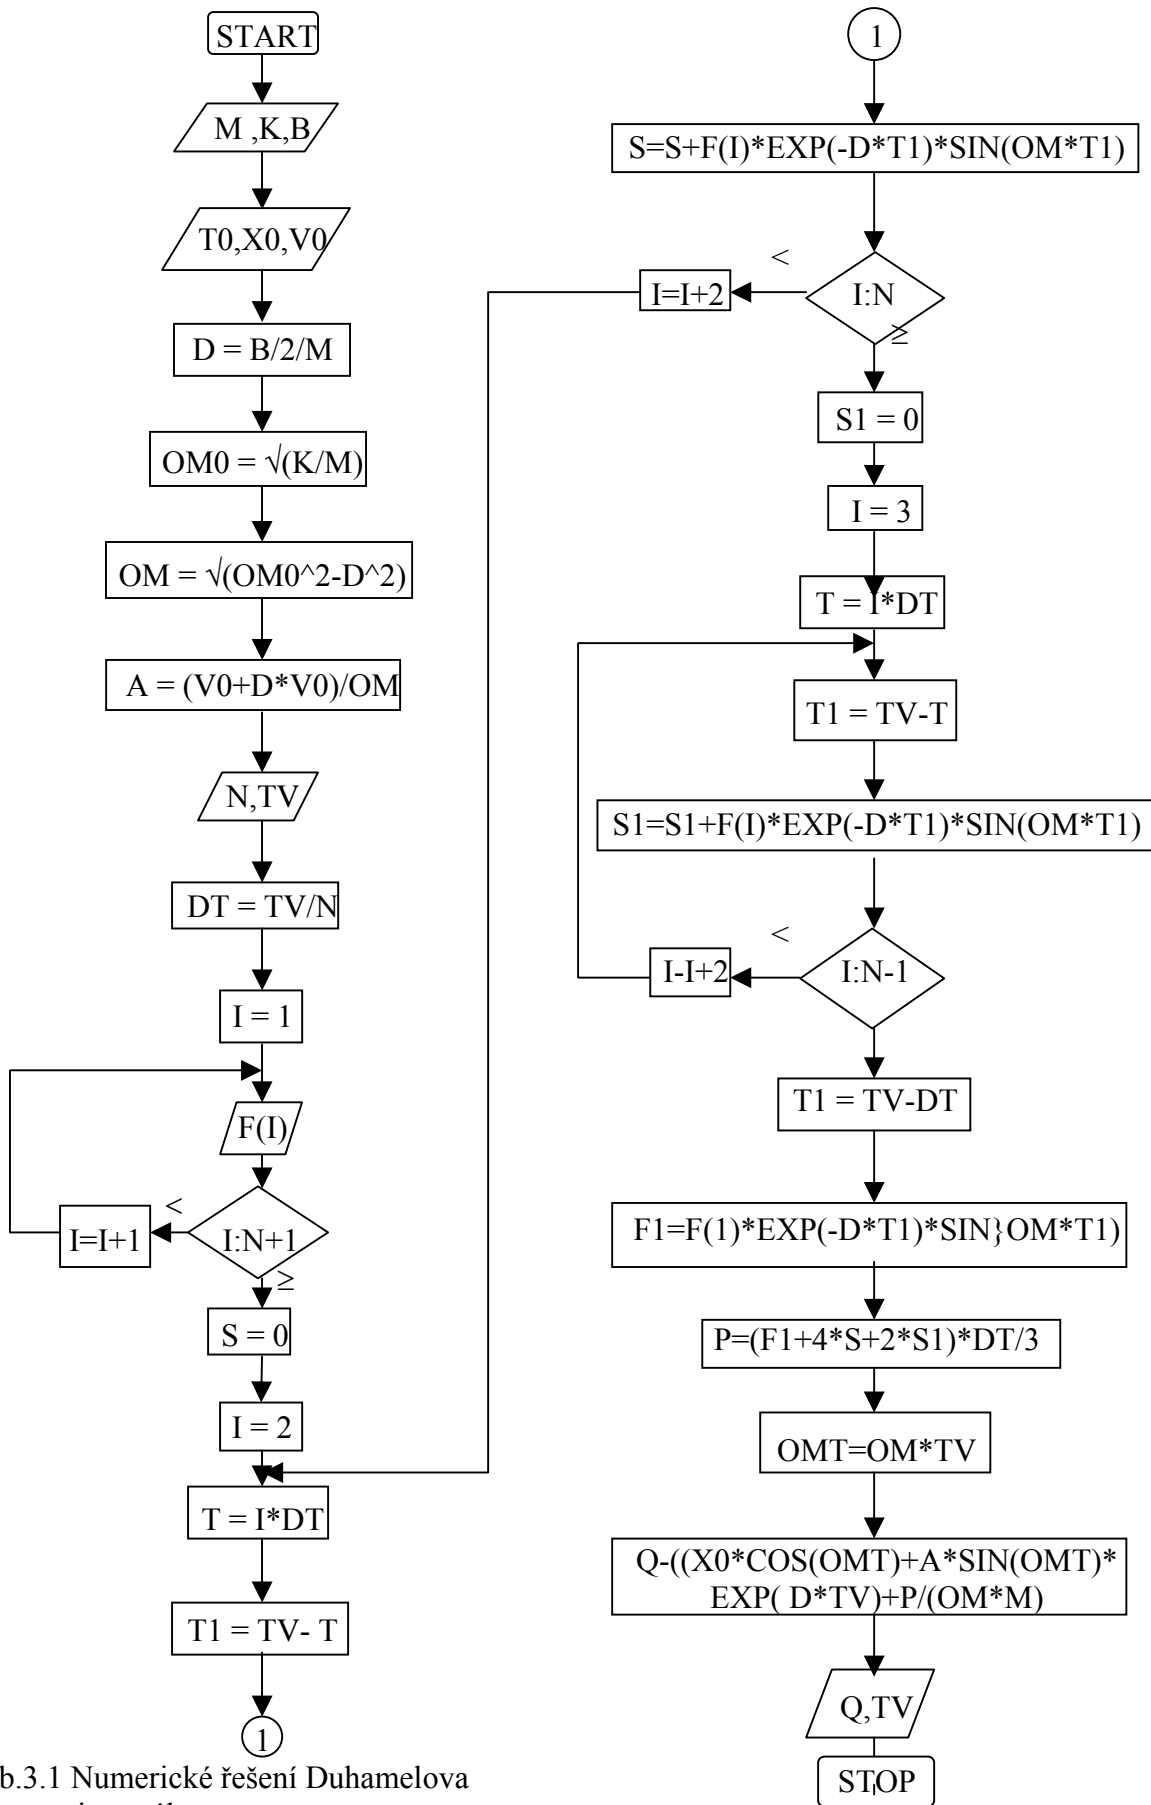 START
M ,K,B
T0,X0,V0
D = B/2/M
OM0 = √(K/M)
OM = √(OM0^2-D^2)
A = (V0+D*V0)/OM
N,TV
DT = TV/N
I = 1
F(I)
<
I=I+1
I:N+1
≥
S = 0
I = 2
T = I*DT
T1 = TV- T
1
b.3.1 Numerické řešení Duhamelova
1
S=S+F(I)*EXP(-D*T1)*SIN(OM*T1)
<
I=I+2
I:N
≥
S1 = 0
I = 3
T = I*DT
T1 = TV-T
S1=S1+F(I)*EXP(-D*T1)*SIN(OM*T1)
<
I-I+2
I:N-1
T1 = TV-DT
F1=F(1)*EXP(-D*T1)*SIN}OM*T1)
P=(F1+4*S+2*S1)*DT/3
OMT=OM*TV
Q-((X0*COS(OMT)+A*SIN(OMT)*
EXP( D*TV)+P/(OM*M)
Q,TV
STOP